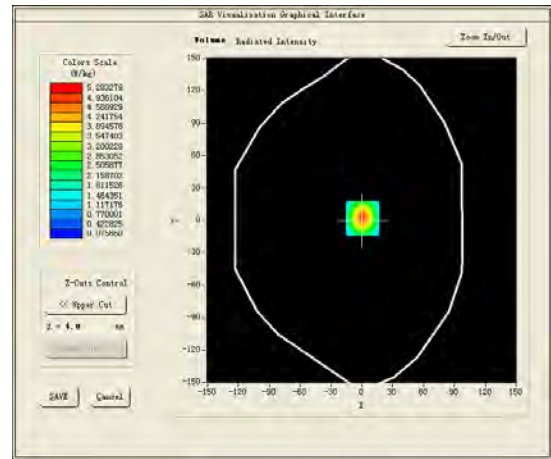 SAR Visualisation Graphical Interface
Volume Radiated Intensity
Zoom In/Out
Colors Scale
(W/kg)
5.283279
4.936104
4.588929
4.241754
3.894578
3.547403
3.200228
2.853052
2.505877
2.158702
1.811526
1.464351
1.117176
0.770001
0.422825
0.075650
150
120
90
60
30
0
-30
-60
-90
-120
-150
Y
-150 -120 -90 -60 -30 0 30 60 90 120 150
X
Z-Cuts Control
<< Upper Cut
Z = 4.0 mm
SAVE
Cancel